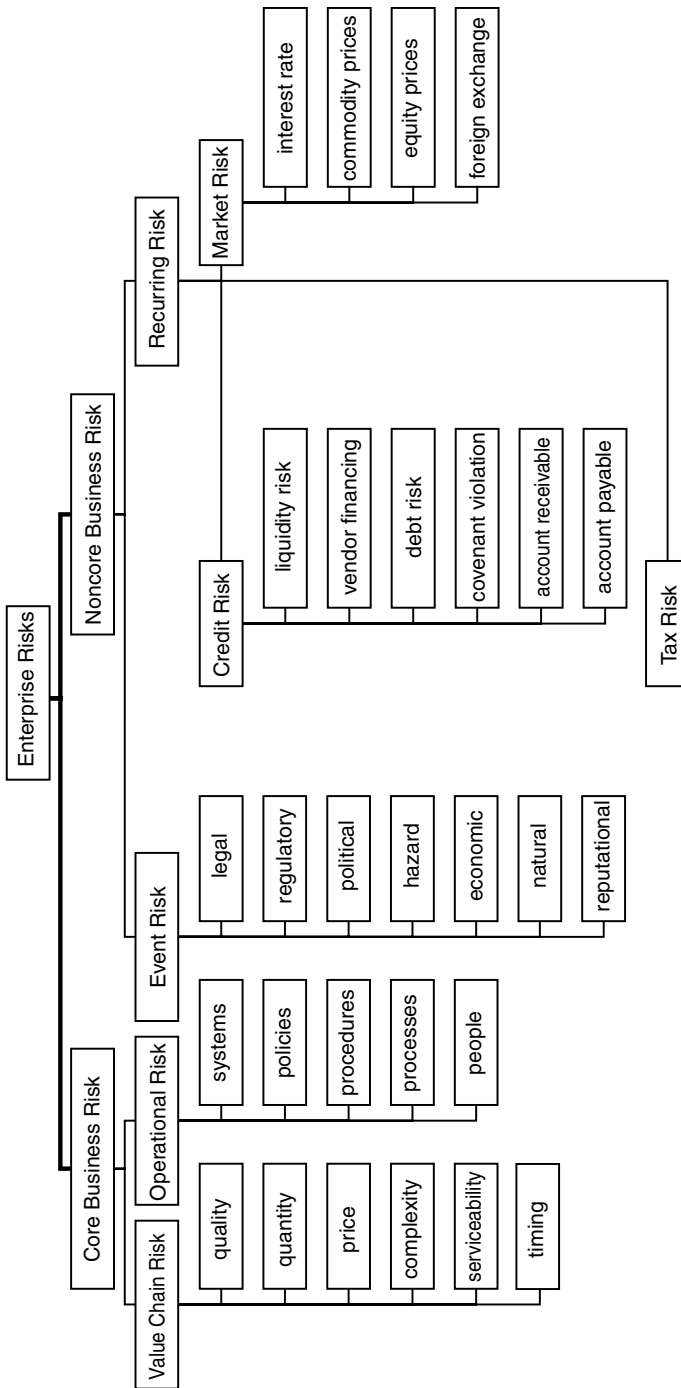 Enterprise Risks
Core Business Risk
Noncore Business Risk
Value Chain Risk
Operational Risk
Event Risk
Recurring Risk
quality
quantity
price
complexity
serviceability
timing
systems
policies
procedures
processes
people
legal
regulatory
political
hazard
economic
natural
reputational
Credit Risk
liquidity risk
vendor financing
debt risk
covenant violation
account receivable
account payable
Market Risk
interest rate
commodity prices
equity prices
foreign exchange
Tax Risk